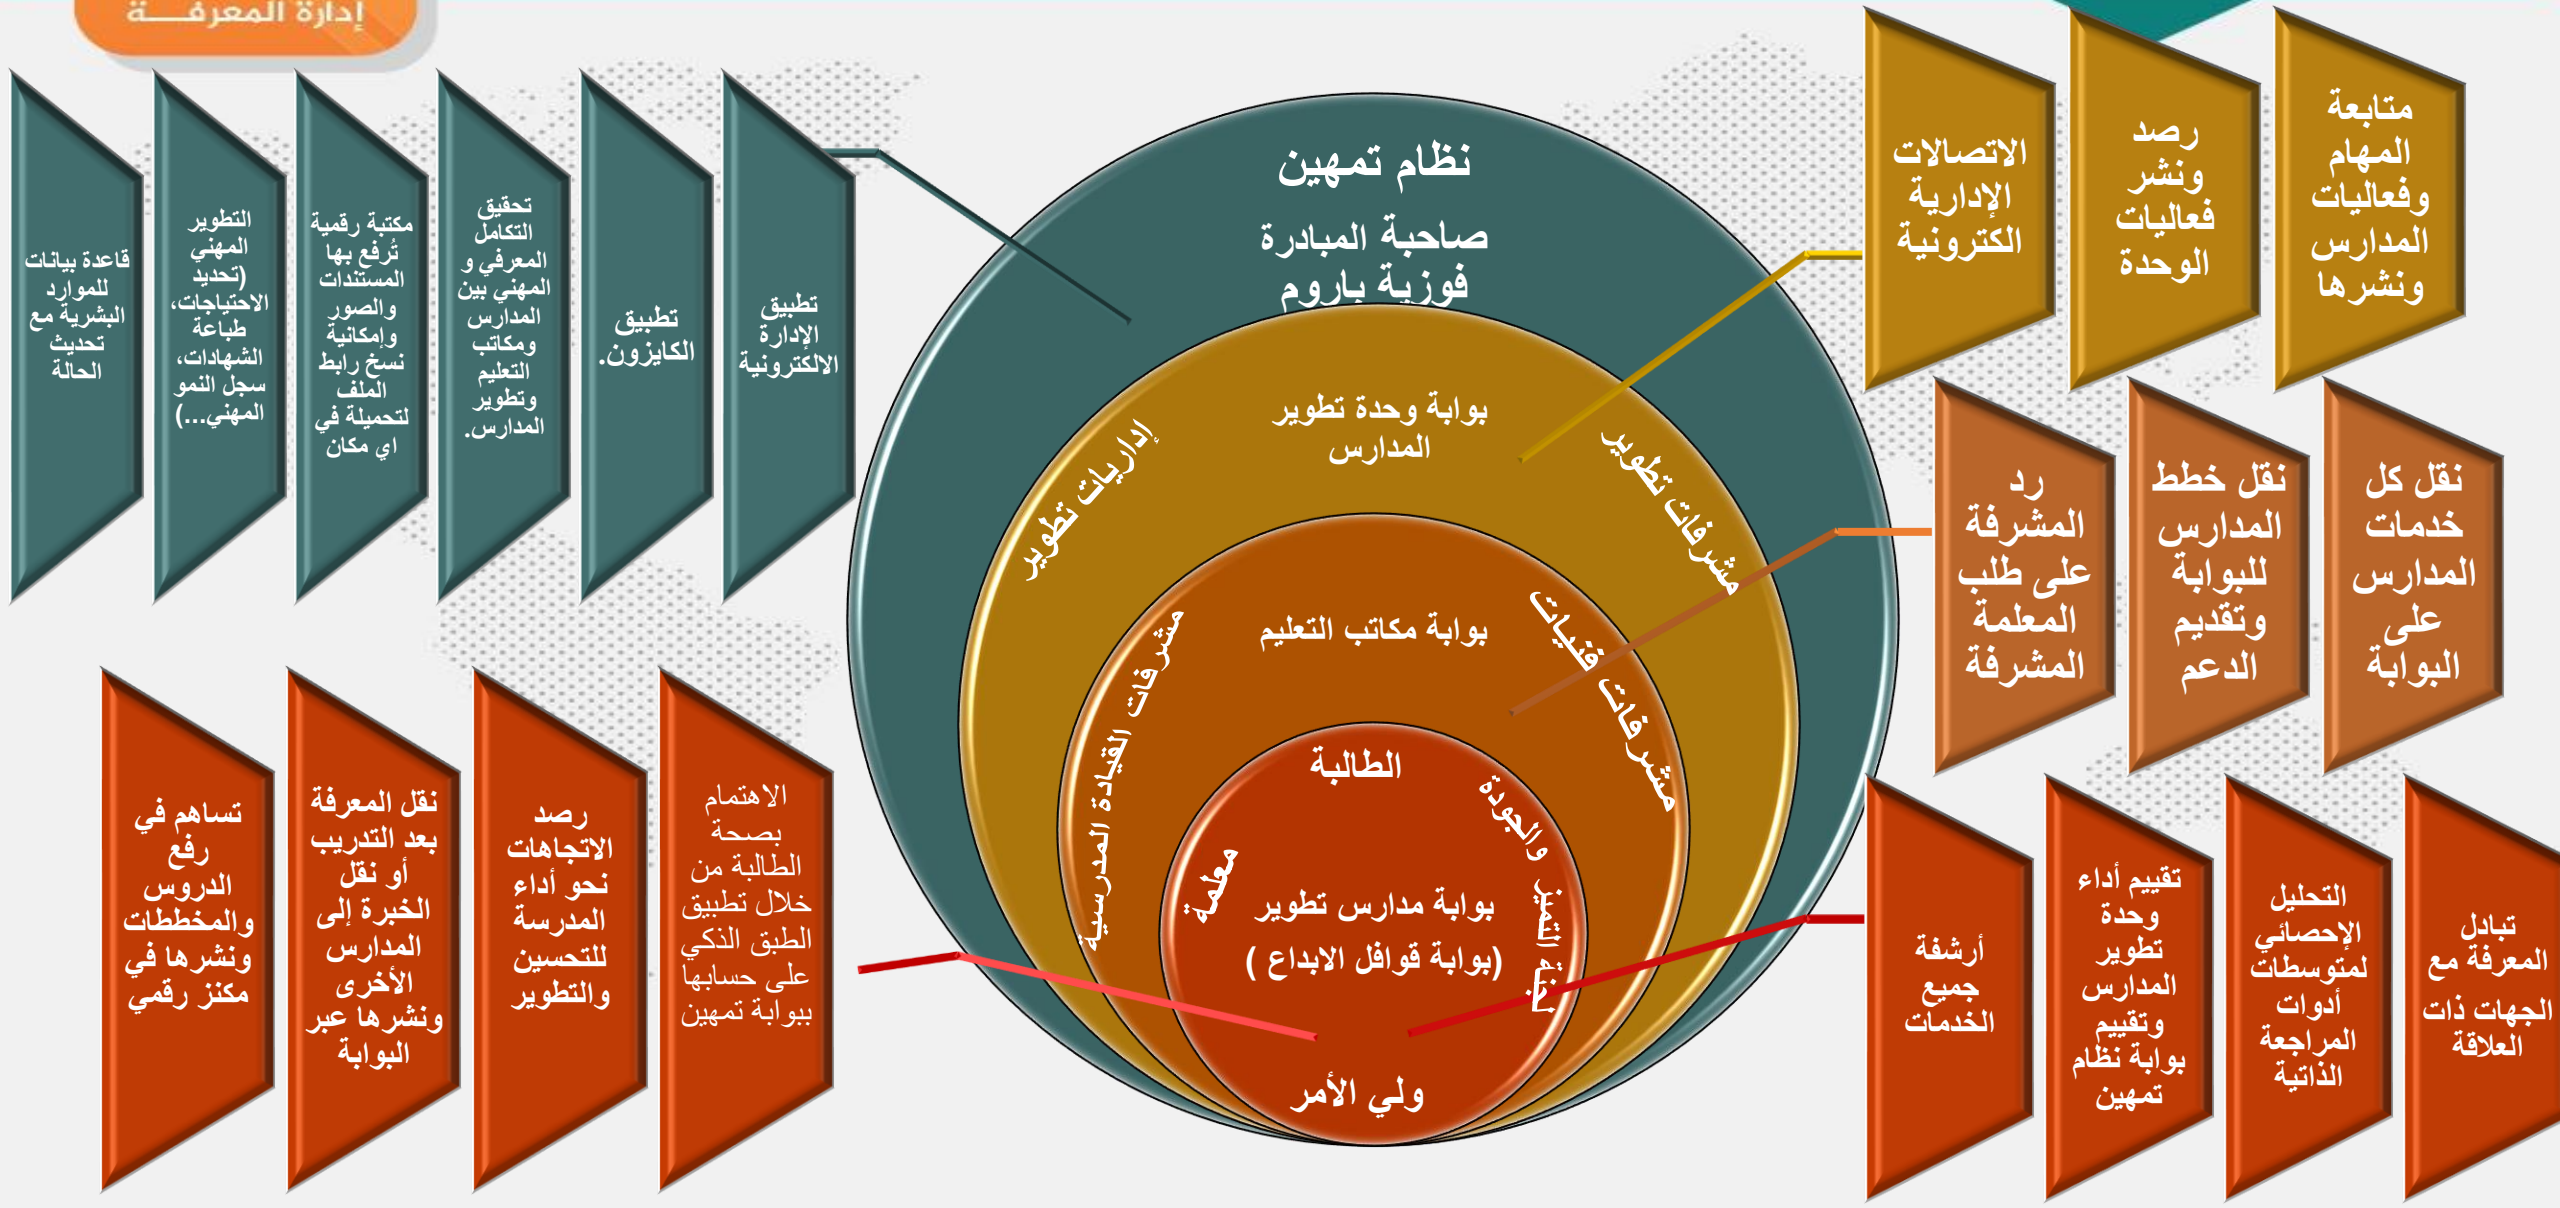 إدارة المعرفـــة
متابعة
المهام
وفعاليات
المدارس
ونشرها
رصد
ونشر
فعاليات
الوحدة
الاتصالات
الإدارية
الكترونية
نظام تمهين
صاحبة المبادرة
فوزية باروم
تطبيق
الإدارة
الالكترونية
تطبيق
الكايزون.
تحقيق
التكامل
المعرفي و
المهني بين
المدارس
ومكاتب
التعليم
وتطوير
المدارس.
مكتبة رقمية
تُرفع بها
المستندات
والصور
وإمكانية
نسخ رابط
الملف
لتحميلة في
اي مكان
التطوير
المهني
(تحديد
الاحتياجات،
طباعة
الشهادات،
سجل النمو
المهني...)
قاعدة بيانات
للموارد
البشرية مع
تحديث
الحالة
بوابة وحدة تطوير
المدارس
مشرفات تطوير
إداريات تطوير
نقل كل
خدمات
المدارس
على
البوابة
نقل خطط
المدارس
للبوابة
وتقديم
الدعم
رد
المشرفة
على طلب
المعلمة
المشرفة
بوابة مكاتب التعليم
مشرفات فنيات
مشرفات القيادة المدرسية
الطالبة
لجنة التميز والجودة
معلمة
بوابة مدارس تطوير
(بوابة قوافل الابداع )
ولي الأمر
تبادل
المعرفة مع
الجهات ذات
العلاقة
التحليل
الإحصائي
لمتوسطات
أدوات
المراجعة
الذاتية
تقييم أداء
وحدة
تطوير
المدارس
وتقييم
بوابة نظام
تمهين
أرشفة
جميع
الخدمات
الاهتمام
بصحة
الطالبة من
خلال تطبيق
الطبق الذكي
على حسابها
ببوابة تمهين
رصد
الاتجاهات
نحو أداء
المدرسة
للتحسين
والتطوير
نقل المعرفة
بعد التدريب
أو نقل
الخبرة إلى
المدارس
الأخرى
ونشرها عبر
البوابة
تساهم في
رفع
الدروس
والمخططات
ونشرها في
مكنز رقمي